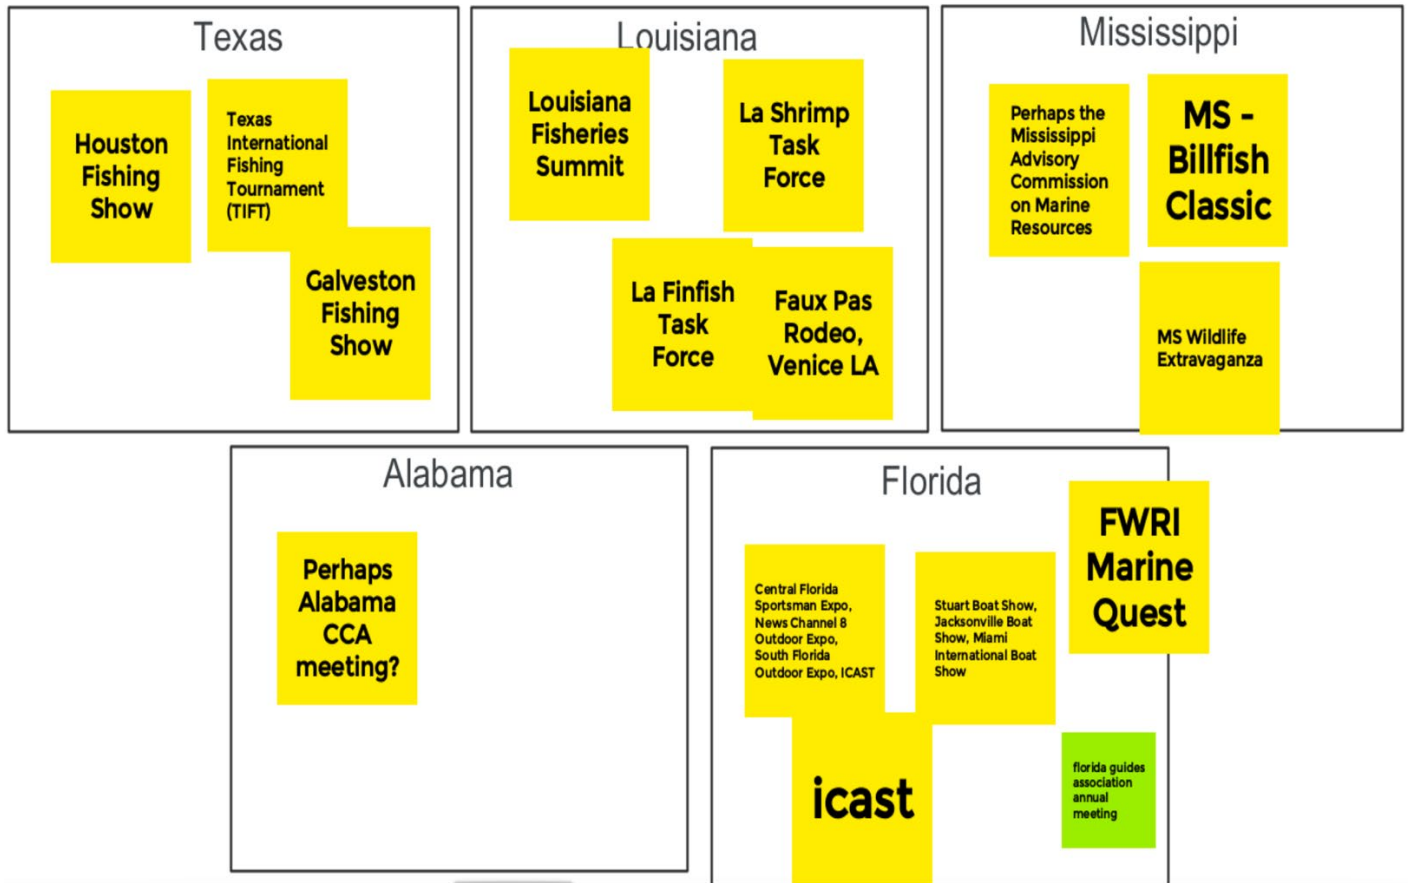 Texas
Houston
Fishing
Show
Texas
International
Fishing
Tournament
(TIFT)
Galveston
Fishing
Show
Louisiana
Louisiana
Fisheries
Summit
La Shrimp
Task
Force
La Finfish
Task
Force
Faux Pas
Rodeo,
Venice LA
Mississippi
Perhaps the
Mississippi
Advisory
Commission
on Marine
Resources
MS -
Billfish
Classic
MS Wildlife
Extravaganza
Alabama
Perhaps
Alabama
CCA
meeting?
Florida
Central Florida
Sportsman Expo,
News Channel 8
Outdoor Expo,
South Florida
Outdoor Expo, ICAST
Stuart Boat Show,
Jacksonville Boat
Show, Miami
International Boat
Show
FWRI
Marine
Quest
icast
florida guides
association
annual
meeting